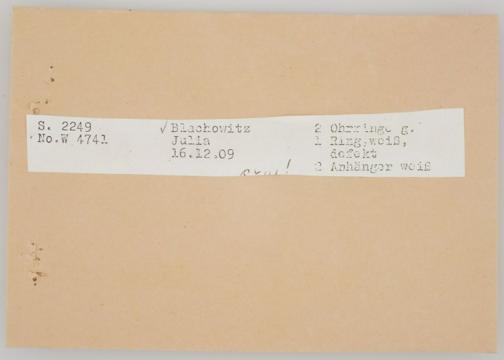 S. 2249 ✓Blachowitz 2 Ohrringe g.
No.W 4741 Julia 1 Ring,weiß,
16.12.09 defekt
2 Anhänger weiß